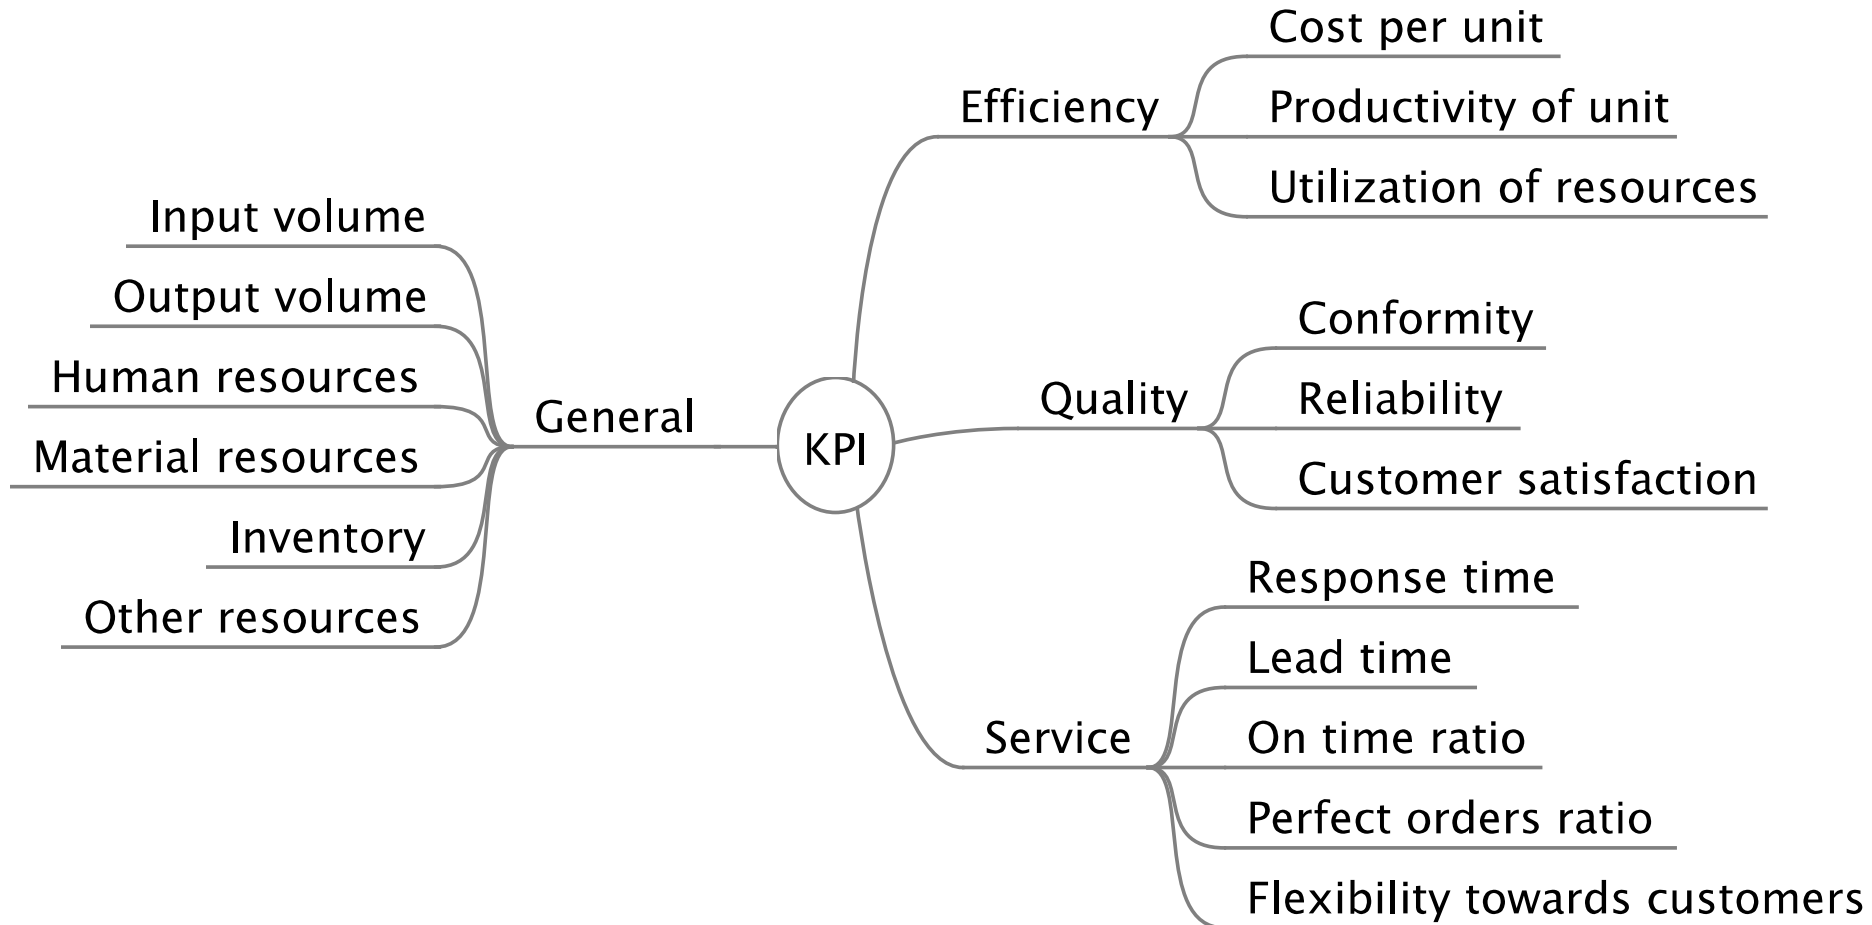 KPI
General
Input volume
Output volume
Human resources
Material resources
Inventory
Other resources
Efficiency
Cost per unit
Productivity of unit
Utilization of resources
Quality
Conformity
Reliability
Customer satisfaction
Service
Response time
Lead time
On time ratio
Perfect orders ratio
Flexibility towards customers